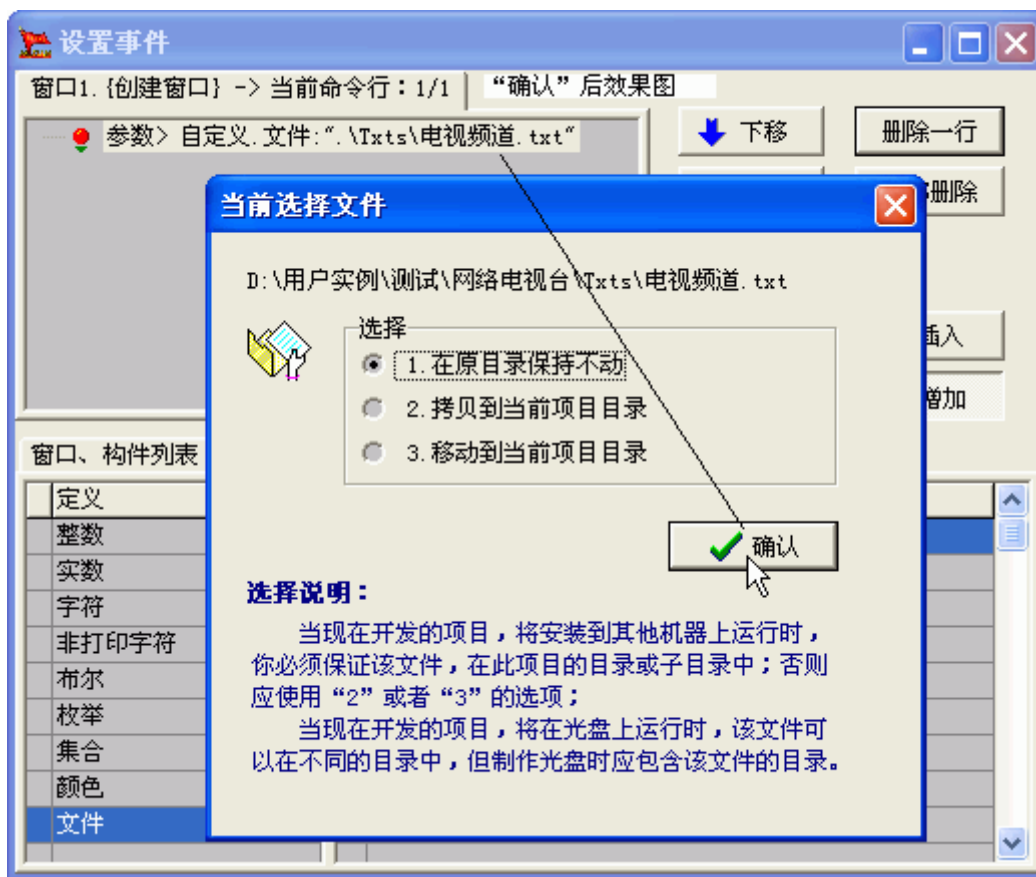 设置事件
窗口1. {创建窗口} -> 当前命令行：1/1
“确认”后效果图
参数> 自定义.文件:".\Txts\电视频道.txt"
下移
删除一行
删除
插入
增加
当前选择文件
D:\用户实例\测试\网络电视台\Txts\电视频道.txt
选择
1.在原目录保持不动
2.拷贝到当前项目目录
3.移动到当前项目目录
确认
选择说明：
当现在开发的项目，将安装到其他机器上运行时，
你必须保证该文件，在此项目的目录或子目录中；否则
应使用“2”或者“3”的选项；
当现在开发的项目，将在光盘上运行时，该文件可
以在不同的目录中，但制作光盘时应包含该文件的目录。
窗口、构件列表
定义
整数
实数
字符
非打印字符
布尔
枚举
集合
颜色
文件